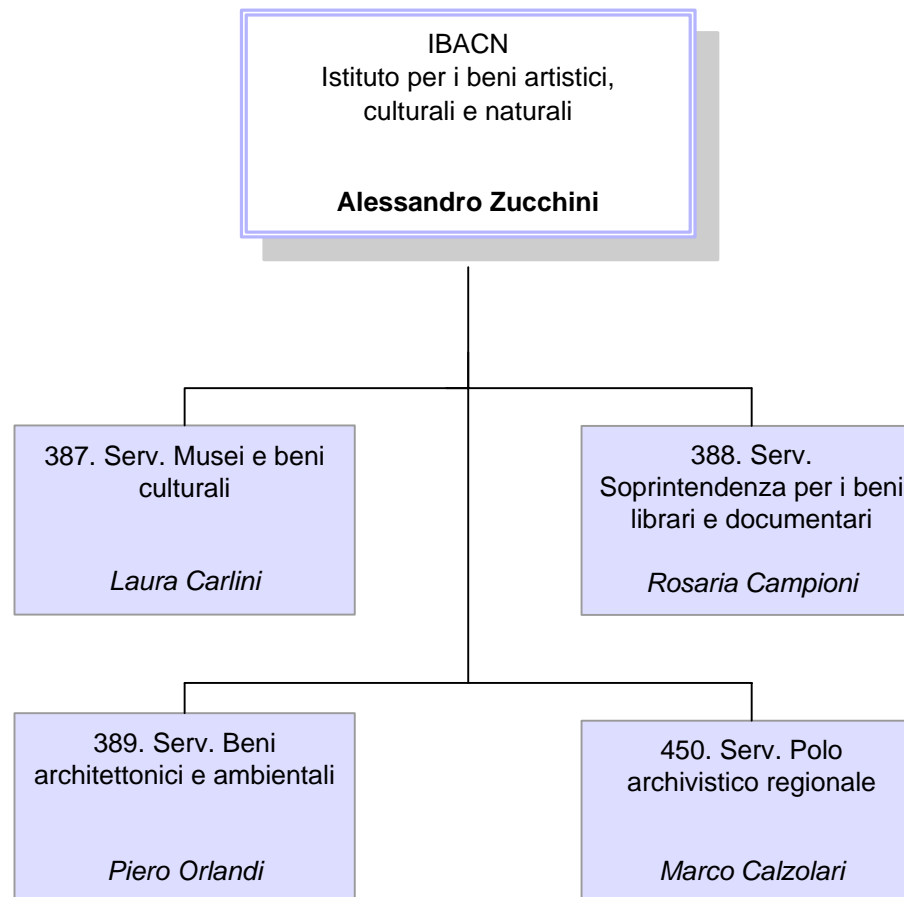 IBACN
Istituto per i beni artistici,
culturali e naturali
Alessandro Zucchini
387. Serv. Musei e beni
culturali
Laura Carlini
388. Serv.
Soprintendenza per i beni
librari e documentari
Rosaria Campioni
389. Serv. Beni
architettonici e ambientali
Piero Orlandi
450. Serv. Polo
archivistico regionale
Marco Calzolari